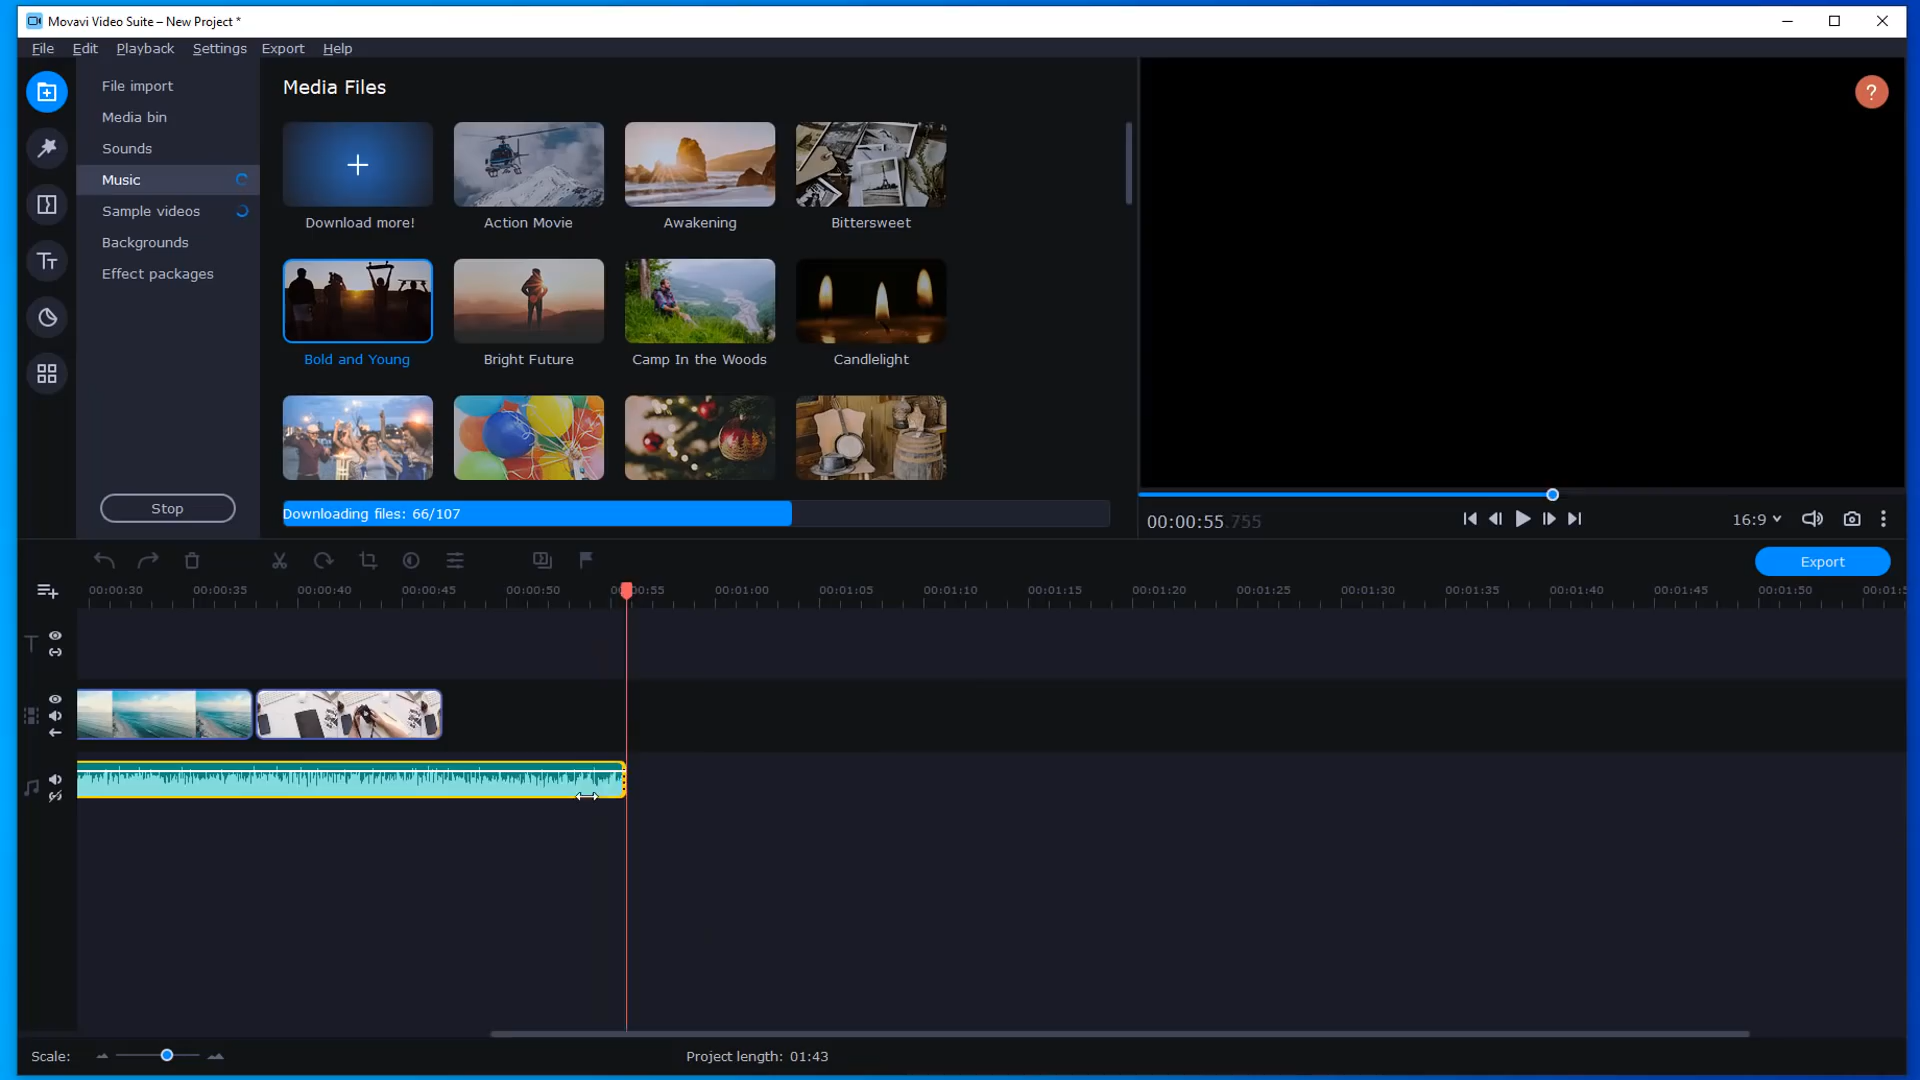 Movavi Video Suite – New Project *
File Edit Playback Settings Export Help
File import
Media bin
Sounds
Music
Sample videos
Backgrounds
Effect packages
Stop
Media Files
Download more! Action Movie Awakening Bittersweet
Bold and Young Bright Future Camp In the Woods Candlelight
Downloading files: 66/107
?
00:00:55.755
16:9
Export
00:00:30 00:00:35 00:00:40 00:00:45 00:00:50 00:00:55 00:01:00 00:01:05 00:01:10 00:01:15 00:01:20 00:01:25 00:01:30 00:01:35 00:01:40 00:01:45 00:01:50
Scale:
Project length: 01:43